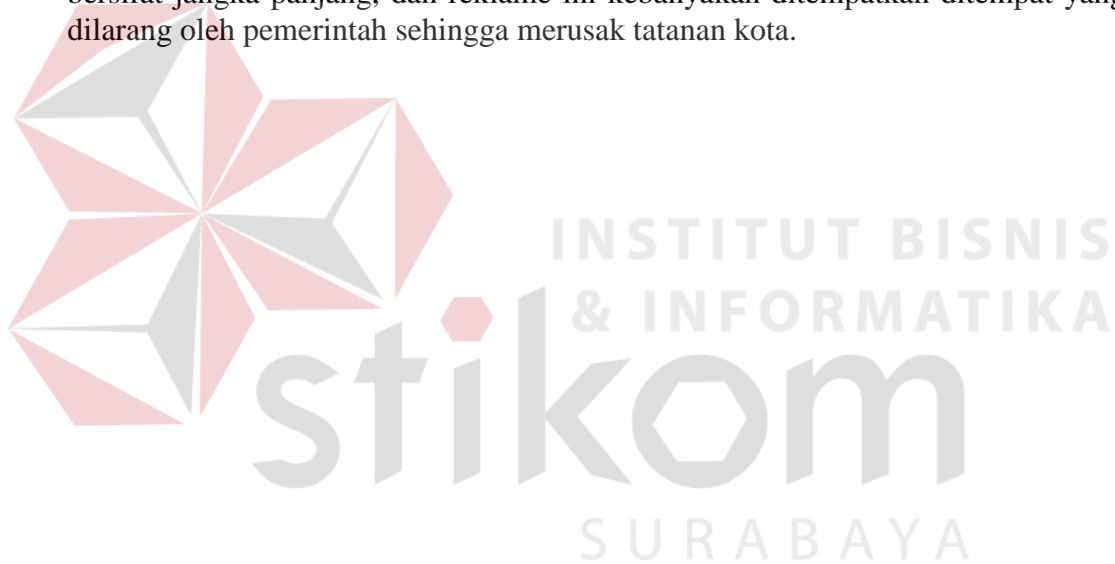 bersifat jangka panjang, dan reklame ini kebanyakan ditempatkan ditempat yang
dilarang oleh pemerintah sehingga merusak tatanan kota.
INSTITUT BISNIS
& INFORMATIKA
stikom
SURABAYA